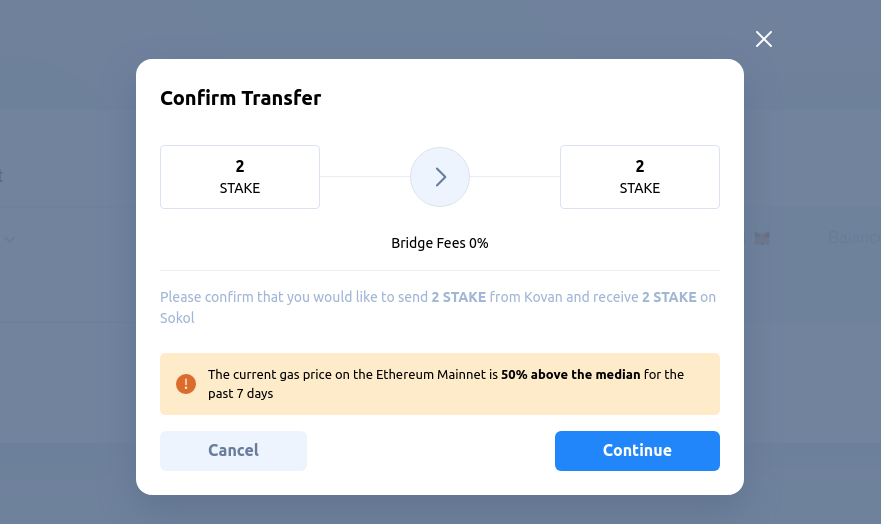 Confirm Transfer
2
STAKE
2
STAKE
Bridge Fees 0%
Please confirm that you would like to send 2 STAKE from Kovan and receive 2 STAKE on
Sokol
The current gas price on the Ethereum Mainnet is 50% above the median for the
past 7 days
Cancel
Continue